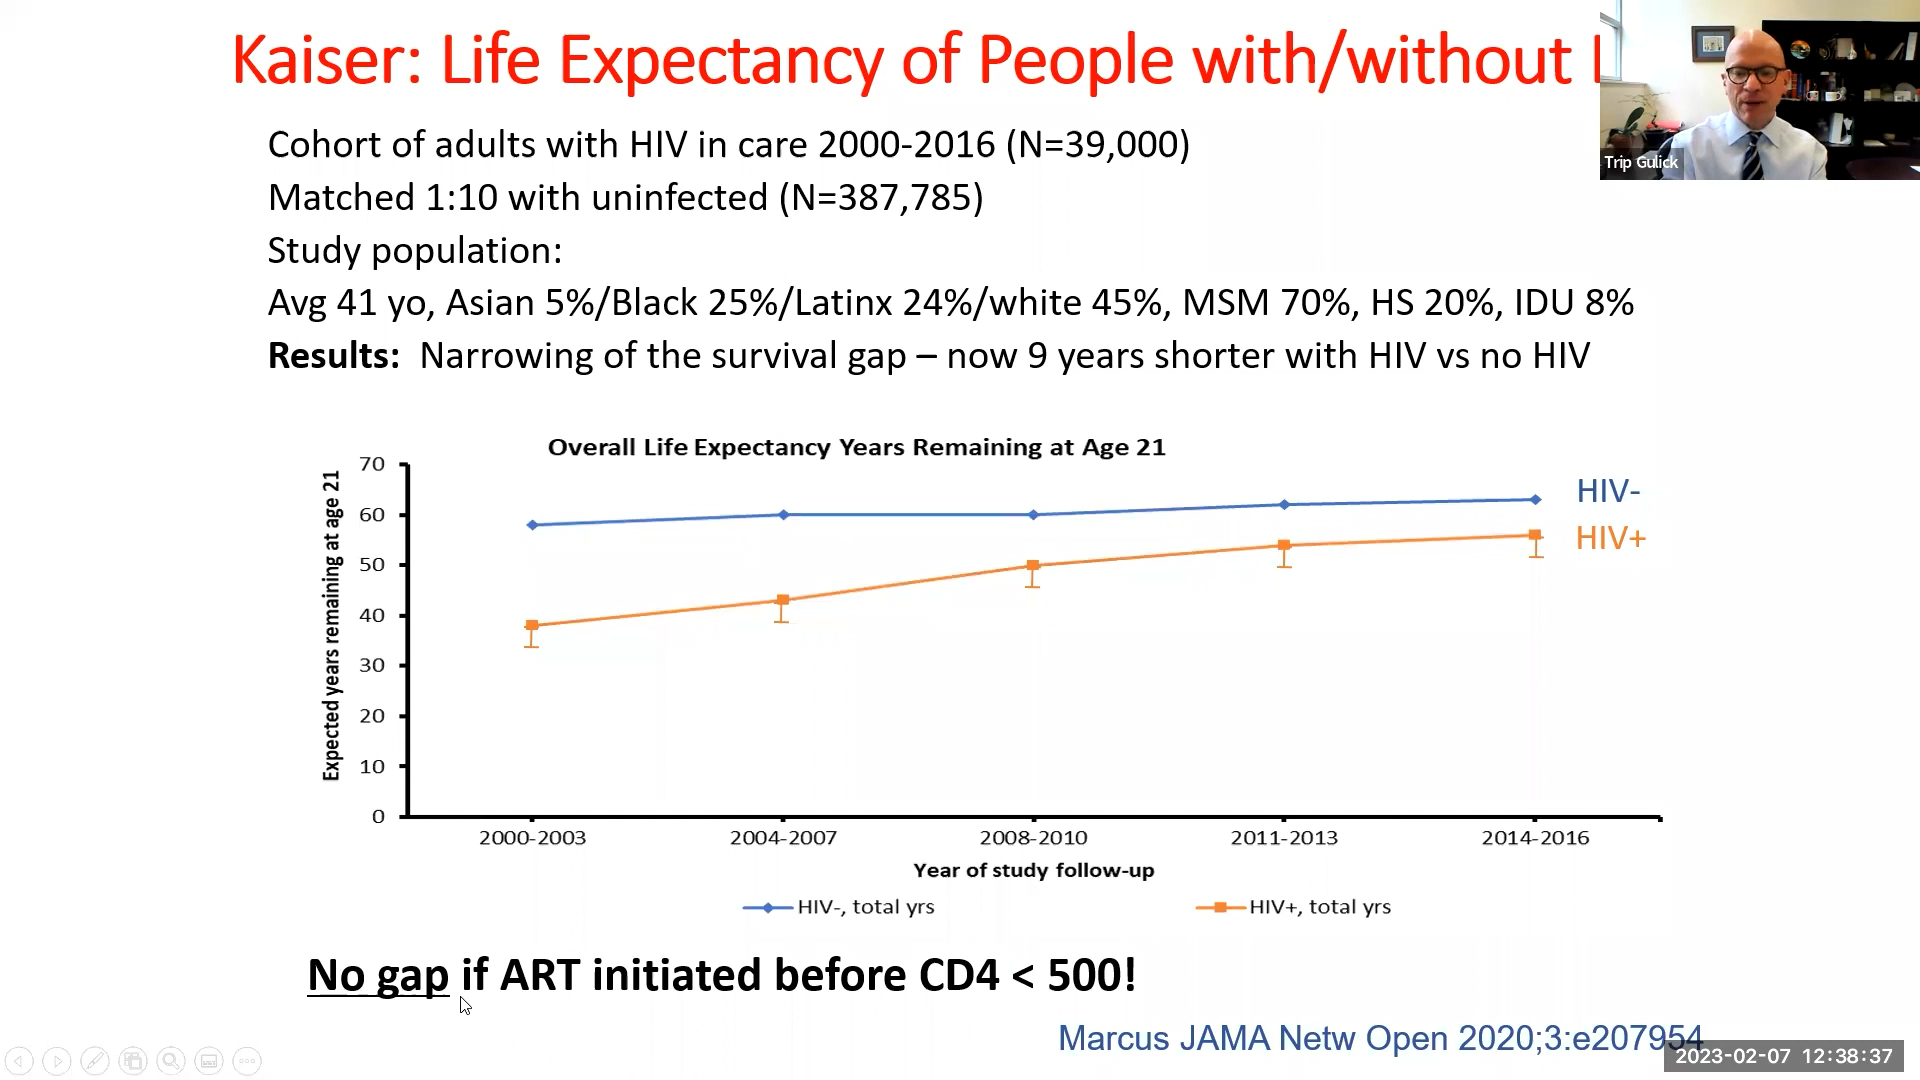 Kaiser: Life Expectancy of People with/without
Trip Gulick
Cohort of adults with HIV in care 2000-2016 (N=39,000)
Matched 1:10 with uninfected (N=387,785)
Study population:
Avg 41 yo, Asian 5%/Black 25%/Latinx 24%/white 45%, MSM 70%, HS 20%, IDU 8%
Results: Narrowing of the survival gap – now 9 years shorter with HIV vs no HIV
Overall Life Expectancy Years Remaining at Age 21
Expected years remaining at age 21
70
60
50
40
30
20
10
0
HIV-
HIV+
2000-2003 2004-2007 2008-2010 2011-2013 2014-2016
Year of study follow-up
HIV-, total yrs HIV+, total yrs
No gap if ART initiated before CD4 < 500!
Marcus JAMA Netw Open 2020;3:e207954
2023-02-07 12:38:37